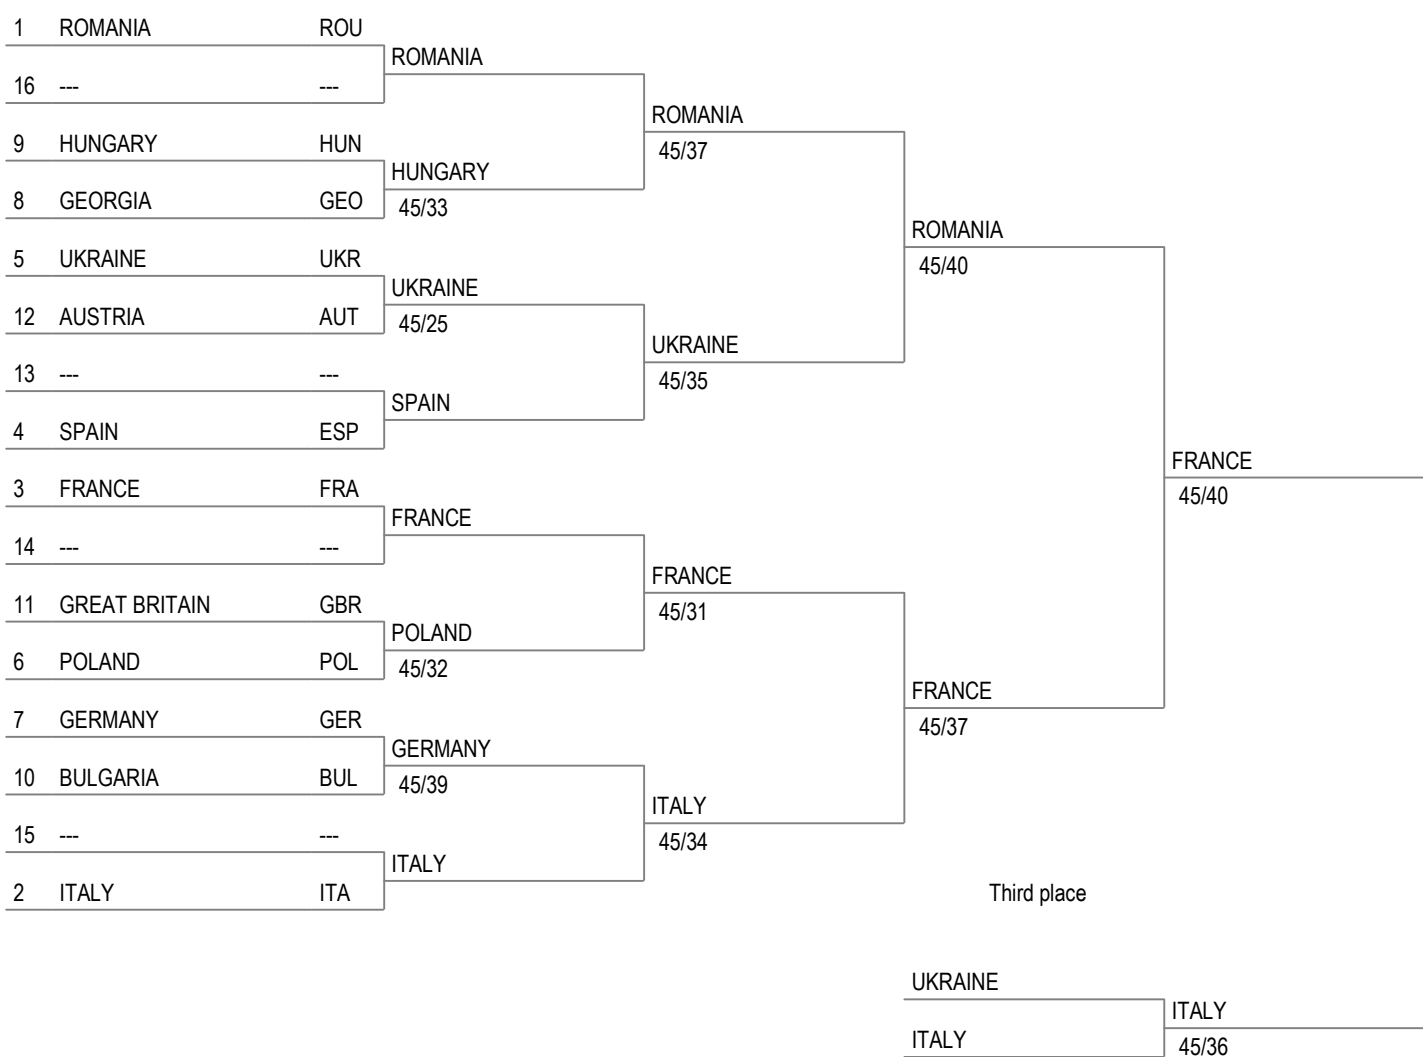 1 ROMANIA ROU
ROMANIA
16 --- ---
ROMANIA
45/37
9 HUNGARY HUN
HUNGARY
45/33
8 GEORGIA GEO
ROMANIA
45/40
5 UKRAINE UKR
UKRAINE
45/25
12 AUSTRIA AUT
UKRAINE
45/35
13 --- ---
SPAIN
4 SPAIN ESP
FRANCE
45/40
3 FRANCE FRA
FRANCE
14 --- ---
FRANCE
45/31
11 GREAT BRITAIN GBR
POLAND
45/32
6 POLAND POL
FRANCE
45/37
7 GERMANY GER
GERMANY
45/39
10 BULGARIA BUL
ITALY
45/34
15 --- ---
ITALY
2 ITALY ITA
Third place
UKRAINE
ITALY
ITALY
45/36